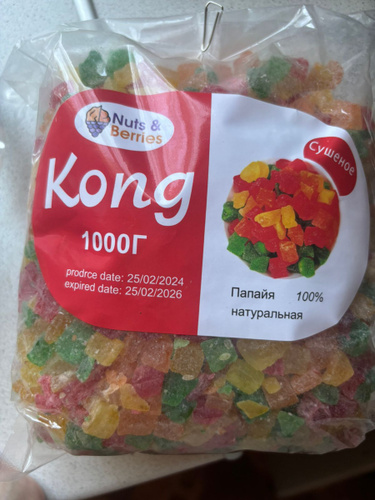 Nuts &
Berries
Kong
1000Г
prodrce date: 25/02/2024
expired date: 25/02/2026
Сушеное
Папайя 100%
натуральная